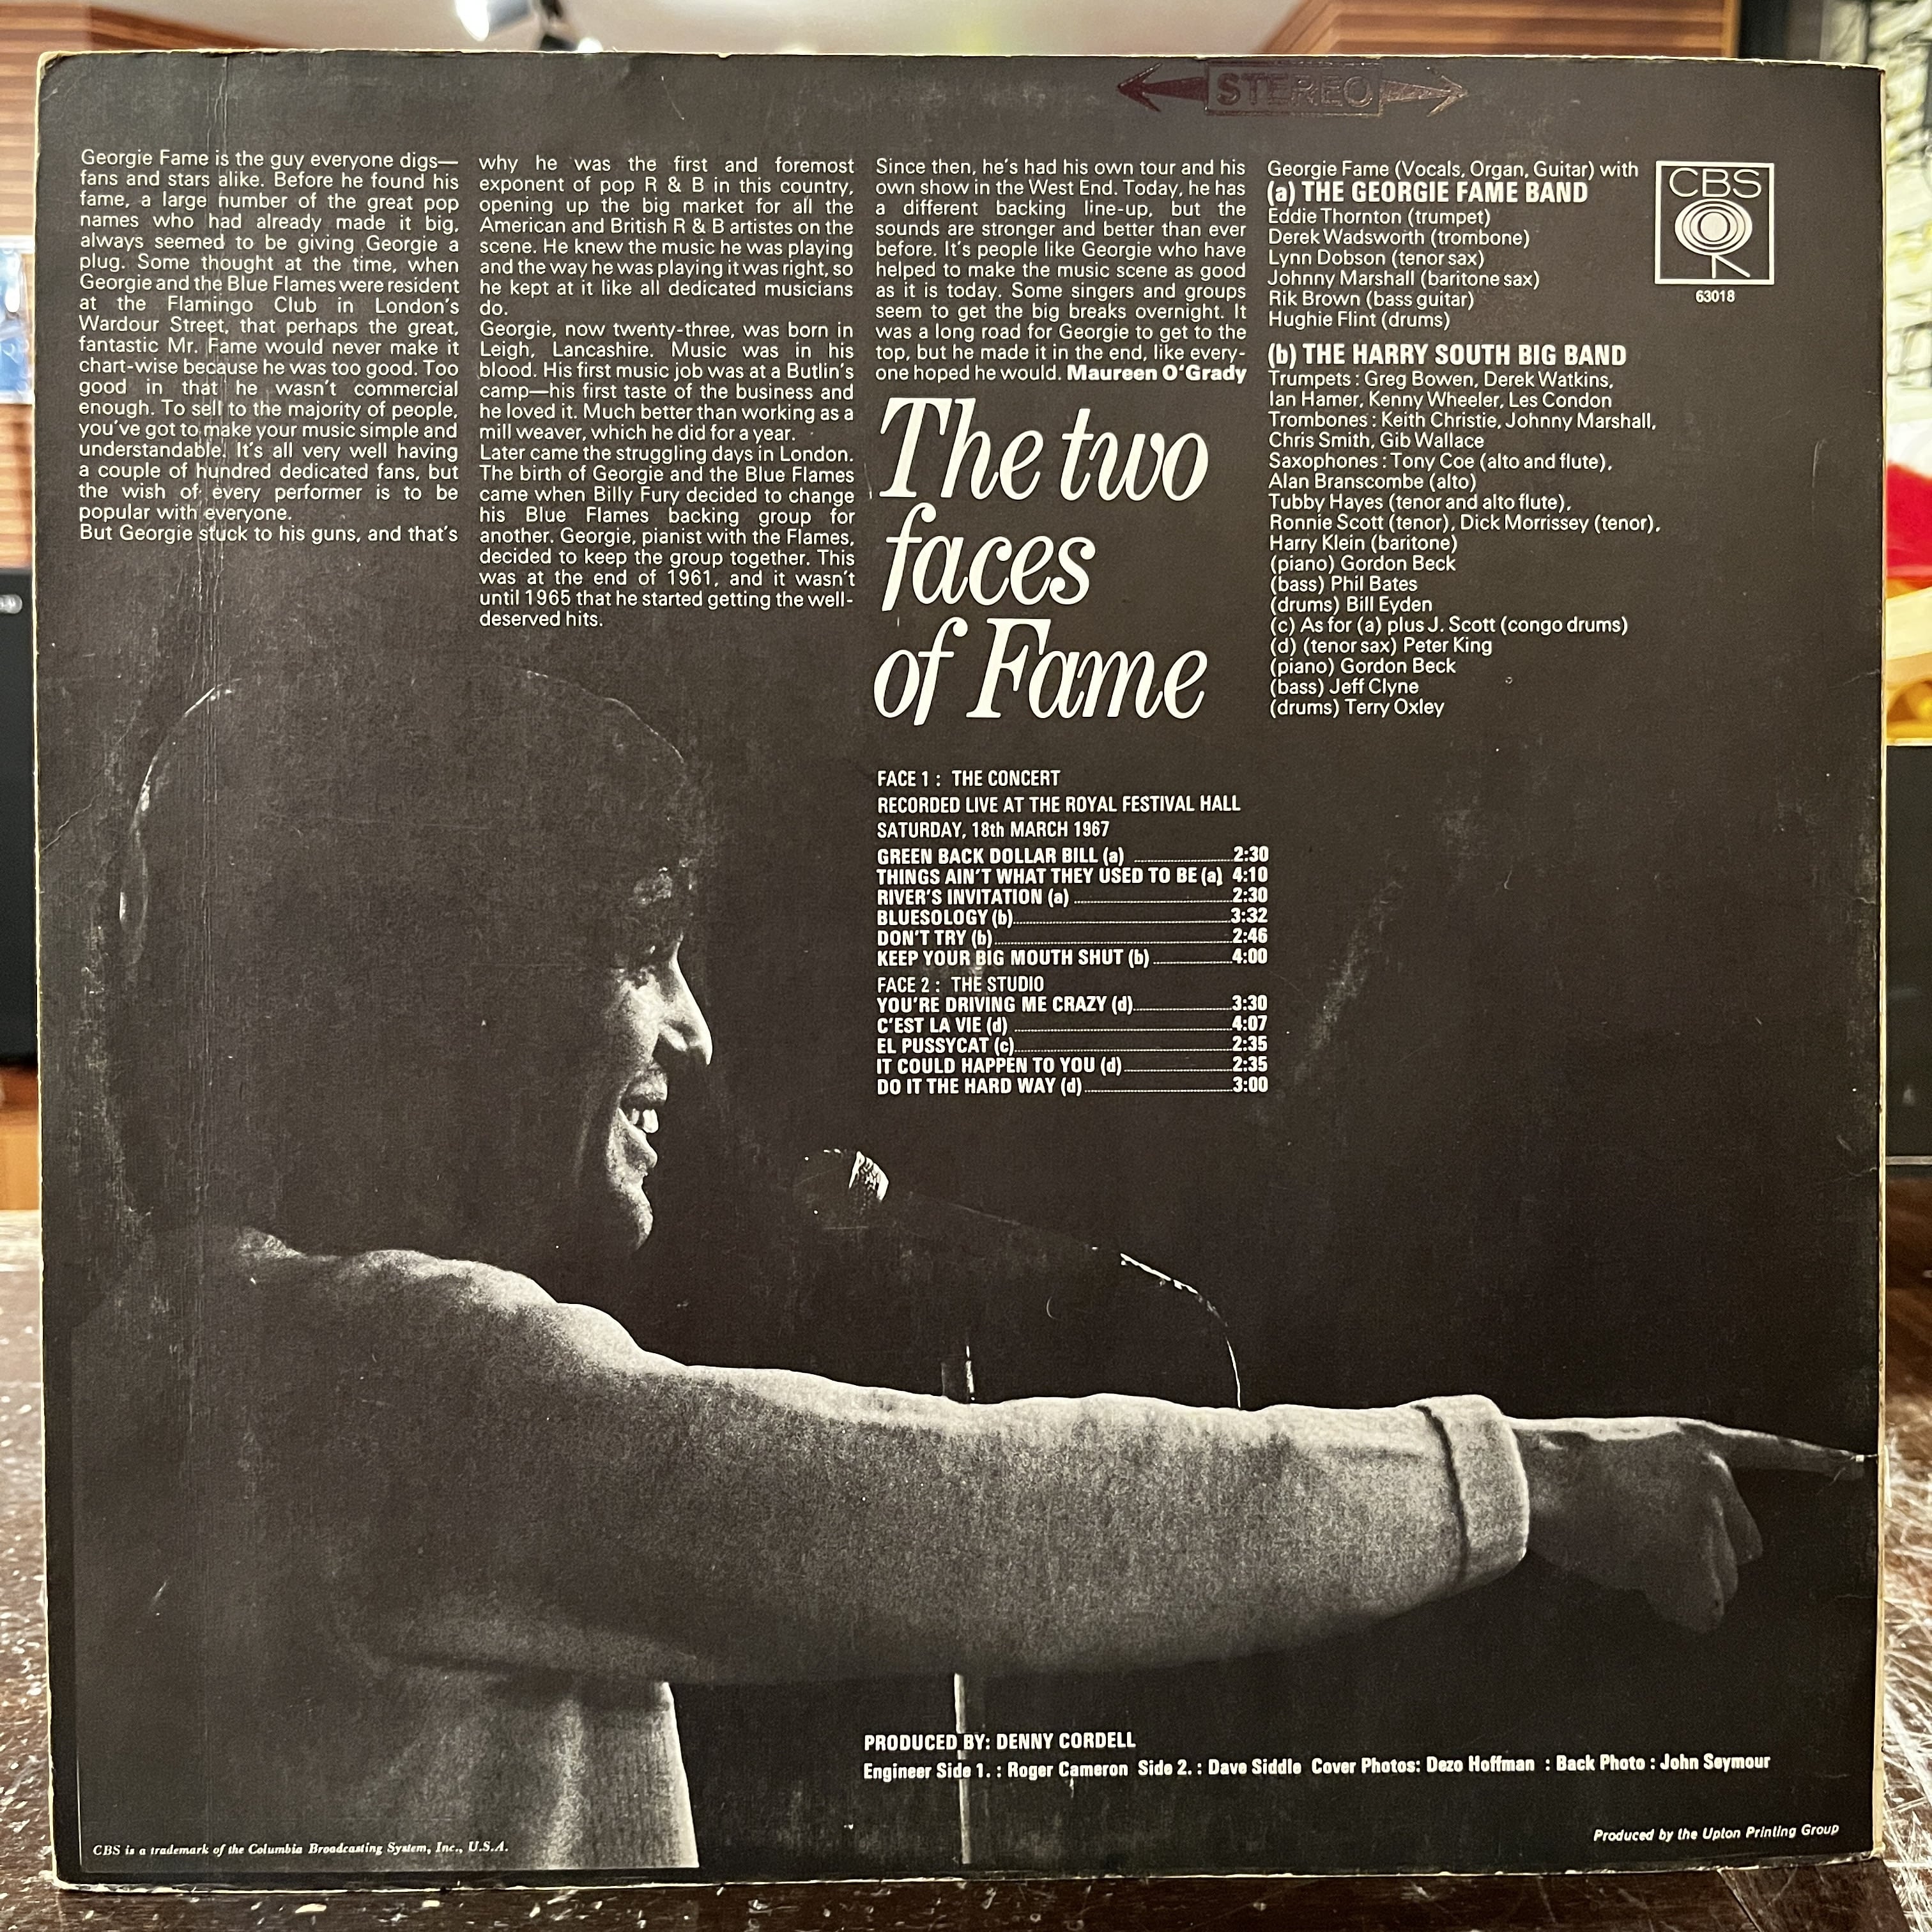 STEREO
Georgie Fame is the guy everyone digs—
fans and stars alike. Before he found his
fame, a large number of the great pop
names who had already made it big,
always seemed to be giving Georgie a
plug. Some thought at the time, when
Georgie and the Blue Flames were resident
at the Flamingo Club in London's
Wardour Street, that perhaps the great,
fantastic Mr. Fame would never make it
chart-wise because he was too good. Too
good in that he wasn't commercial
enough. To sell to the majority of people,
you've got to make your music simple and
understandable. It's all very well having
a couple of hundred dedicated fans, but
the wish of every performer is to be
popular with everyone.
But Georgie stuck to his guns, and that's
why he was the first and foremost
exponent of pop R & B in this country,
opening up the big market for all the
American and British R & B artistes on the
scene. He knew the music he was playing
and the way he was playing it was right, so
he kept at it like all dedicated musicians
do.
Georgie, now twenty-three, was born in
Leigh, Lancashire. Music was in his
blood. His first music job was at a Butlin's
camp—his first taste of the business and
he loved it. Much better than working as a
mill weaver, which he did for a year.
Later came the struggling days in London.
The birth of Georgie and the Blue Flames
came when Billy Fury decided to change
his Blue Flames backing group for
another. Georgie, pianist with the Flames,
decided to keep the group together. This
was at the end of 1961, and it wasn't
until 1965 that he started getting the well-
deserved hits.
Since then, he's had his own tour and his
own show in the West End. Today, he has
a different backing line-up, but the
sounds are stronger and better than ever
before. It's people like Georgie who have
helped to make the music scene as good
as it is today. Some singers and groups
seem to get the big breaks overnight. It
was a long road for Georgie to get to the
top, but he made it in the end, like every-
one hoped he would. Maureen O'Grady
The two
faces
of Fame
FACE 1 : THE CONCERT
RECORDED LIVE AT THE ROYAL FESTIVAL HALL
SATURDAY, 18th MARCH 1967
GREEN BACK DOLLAR BILL (a) 2:30
THINGS AIN'T WHAT THEY USED TO BE (a) 4:10
RIVER'S INVITATION (a) 2:30
BLUESOLOGY (b) 3:32
DON'T TRY (b) 2:46
KEEP YOUR BIG MOUTH SHUT (b) 4:00
FACE 2 : THE STUDIO
YOU'RE DRIVING ME CRAZY (d) 3:30
C'EST LA VIE (d) 4:07
EL PUSSYCAT (c) 2:35
IT COULD HAPPEN TO YOU (d) 2:35
DO IT THE HARD WAY (d) 3:00
Georgie Fame (Vocals, Organ, Guitar) with
(a) THE GEORGIE FAME BAND
Eddie Thornton (trumpet)
Derek Wadsworth (trombone)
Lynn Dobson (tenor sax)
Johnny Marshall (baritone sax)
Rik Brown (bass guitar)
Hughie Flint (drums)
(b) THE HARRY SOUTH BIG BAND
Trumpets : Greg Bowen, Derek Watkins,
Ian Hamer, Kenny Wheeler, Les Condon
Trombones : Keith Christie, Johnny Marshall,
Chris Smith, Gib Wallace
Saxophones : Tony Coe (alto and flute),
Alan Branscombe (alto)
Tubby Hayes (tenor and alto flute),
Ronnie Scott (tenor), Dick Morrissey (tenor),
Harry Klein (baritone)
(piano) Gordon Beck
(bass) Phil Bates
(drums) Bill Eyden
(c) As for (a) plus J. Scott (congo drums)
(d) (tenor sax) Peter King
(piano) Gordon Beck
(bass) Jeff Clyne
(drums) Terry Oxley
CBS
63018
PRODUCED BY: DENNY CORDELL
Engineer Side 1. : Roger Cameron Side 2. : Dave Siddle Cover Photos: Dezo Hoffman : Back Photo : John Seymour
CBS is a trademark of the Columbia Broadcasting System, Inc., U.S.A.
Produced by the Upton Printing Group